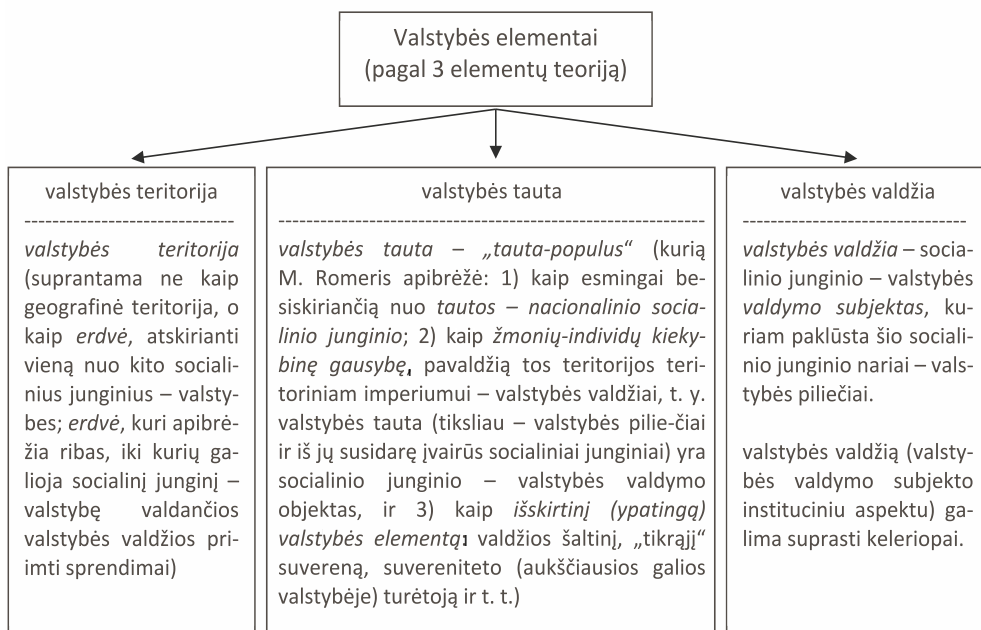 Valstybės elementai
(pagal 3 elementų teoriją)
valstybės teritorija
------------------------------
valstybės teritorija
(suprantama ne kaip
geografinė teritorija, o
kaip erdvė, atskirianti
vieną nuo kito sociali-
nius junginius – valsty-
bes; erdvė, kuri apibrė-
žia ribas, iki kurių ga-
lioja socialinį junginį –
valstybę valdančios
valstybės valdžios pri-
imti sprendimai)
valstybės tauta
--------------------------------------------------------------
valstybės tauta – „tauta-populus“ (kurią
M. Romeris apibrėžė: 1) kaip esmingai be-
siskiriančią nuo tautos – nacionalinio socia-
linio junginio; 2) kaip žmonių-individų kieky-
binę gausybę, pavaldžią tos teritorijos teri-
toriniam imperiumui – valstybės valdžiai, t. y.
valstybės tauta (tiksliau – valstybės pilie-čiai
ir iš jų susidarę įvairūs socialiniai junginiai) yra
socialinio junginio – valstybės valdymo
objektas, ir 3) kaip išskirtinį (ypatingą)
valstybės elementą: valdžios šaltinį, „tikrąjį“
suvereną, suvereniteto (aukščiausios galios
valstybėje) turėtoją ir t. t.)
valstybės valdžia
--------------------------------
valstybės valdžia – socia-
linio junginio – valstybės
valdymo subjektas, ku-
riam paklūsta šio sociali-
nio junginio nariai – vals-
tybės piliečiai.
valstybės valdžią (valsty-
bės valdymo subjekto
instituciniu aspektu) ga-
lima suprasti keleriopai.